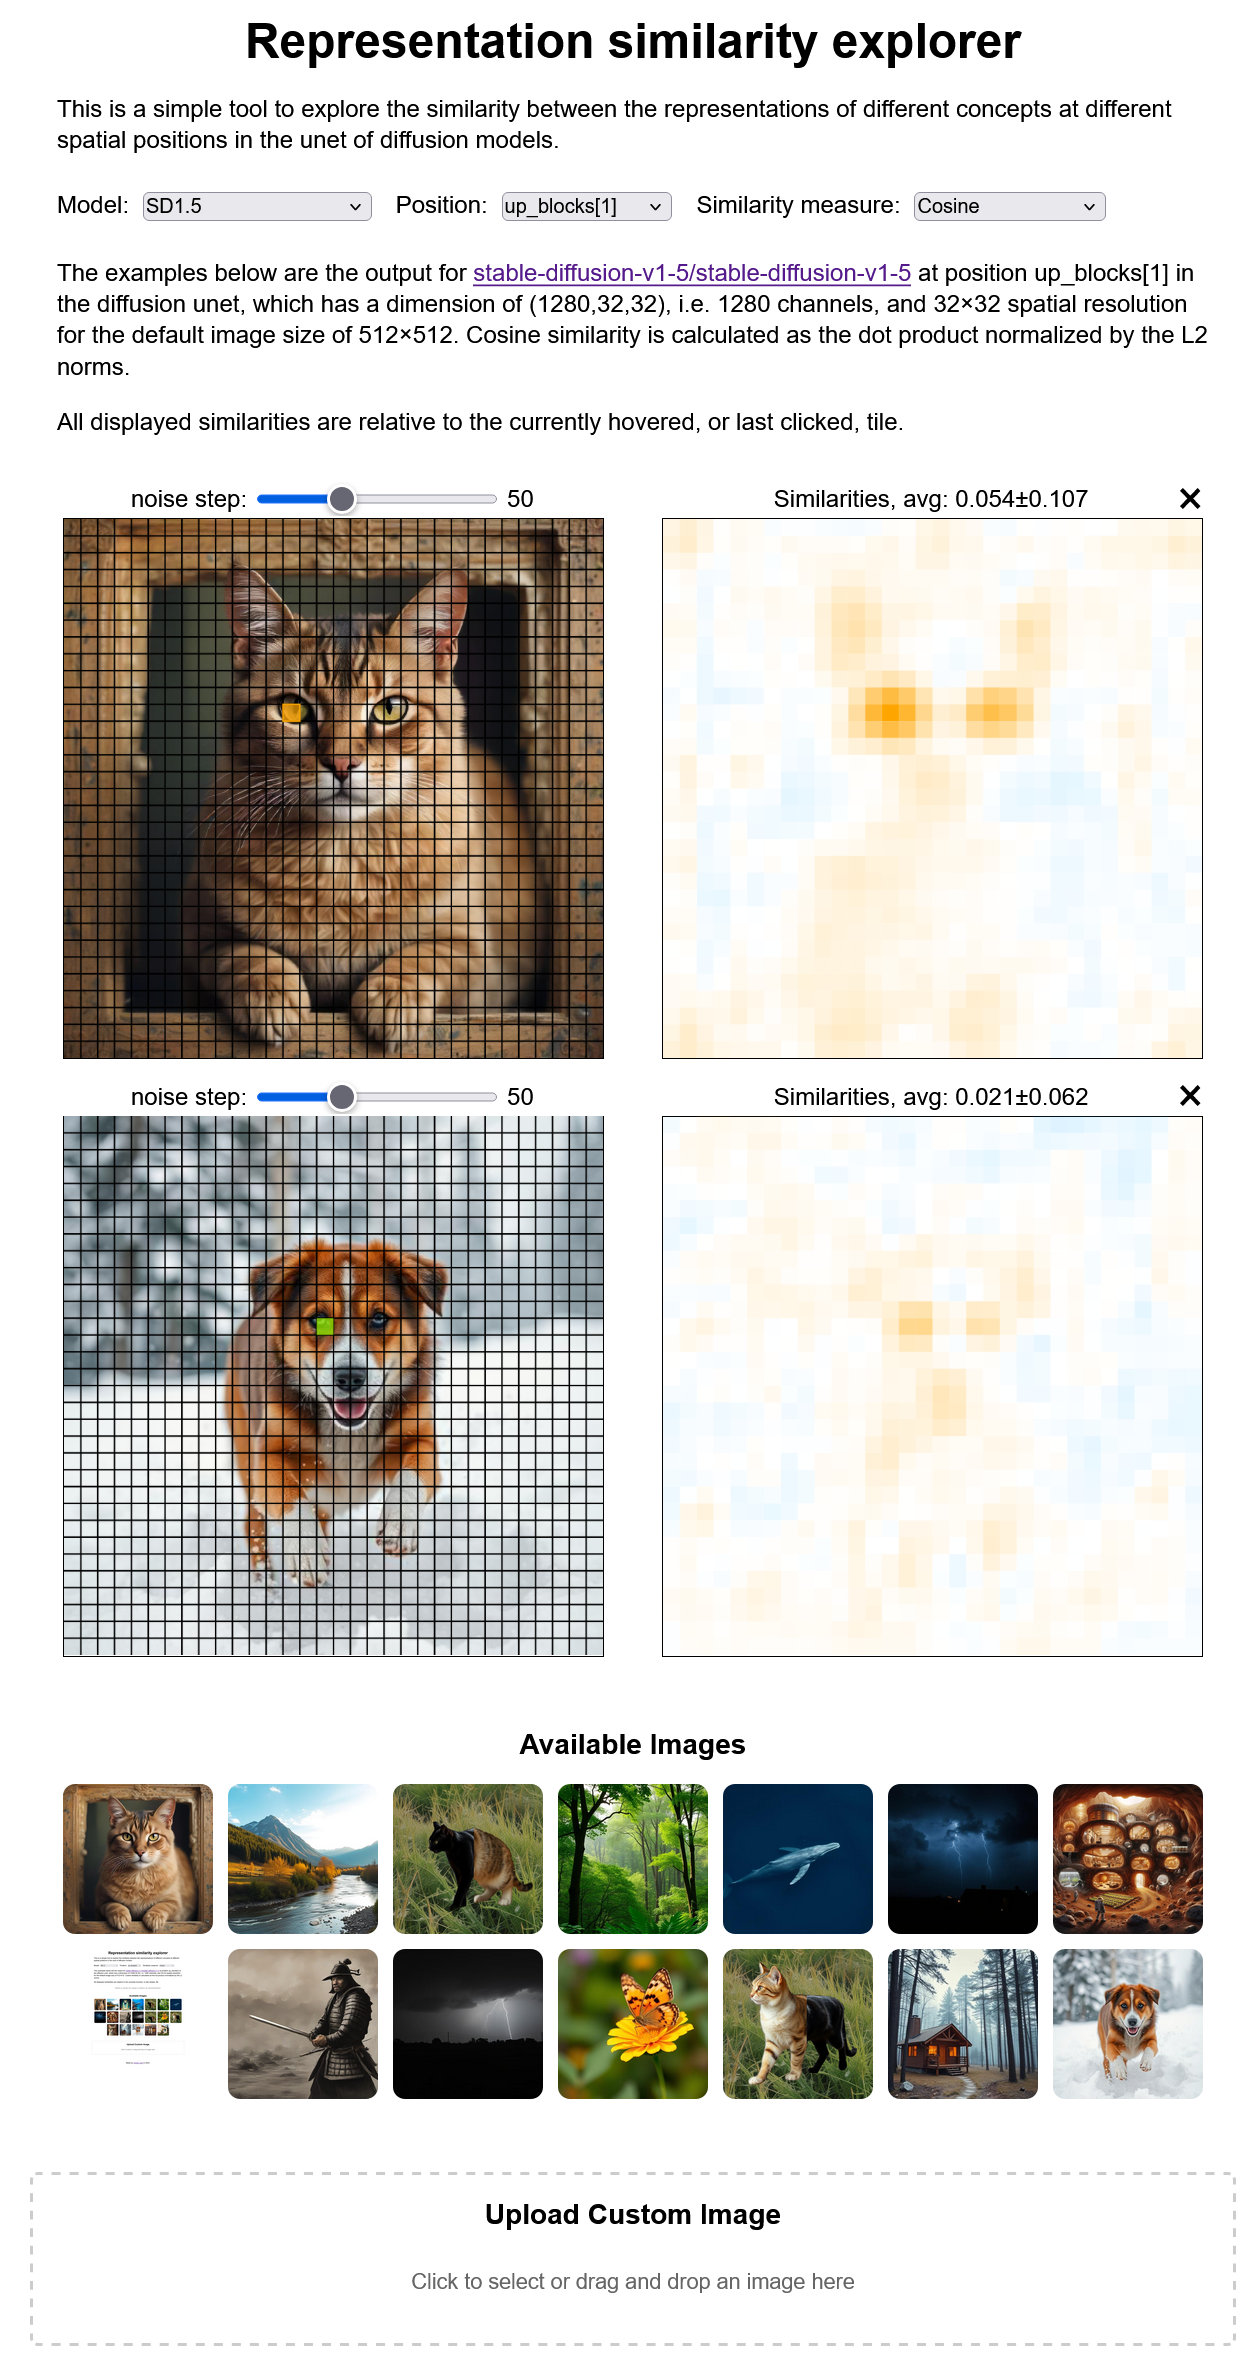 Representation similarity explorer
This is a simple tool to explore the similarity between the representations of different concepts at different
spatial positions in the unet of diffusion models.
Model: SD1.5 Position: up_blocks[1] Similarity measure: Cosine
The examples below are the output for stable-diffusion-v1-5/stable-diffusion-v1-5 at position up_blocks[1] in
the diffusion unet, which has a dimension of (1280,32,32), i.e. 1280 channels, and 32×32 spatial resolution
for the default image size of 512×512. Cosine similarity is calculated as the dot product normalized by the L2
norms.
All displayed similarities are relative to the currently hovered, or last clicked, tile.
noise step: 50 Similarities, avg: 0.054±0.107 ✕
noise step: 50 Similarities, avg: 0.021±0.062 ✕
Available Images
Representation similarity explorer
Upload Custom Image
Click to select or drag and drop an image here